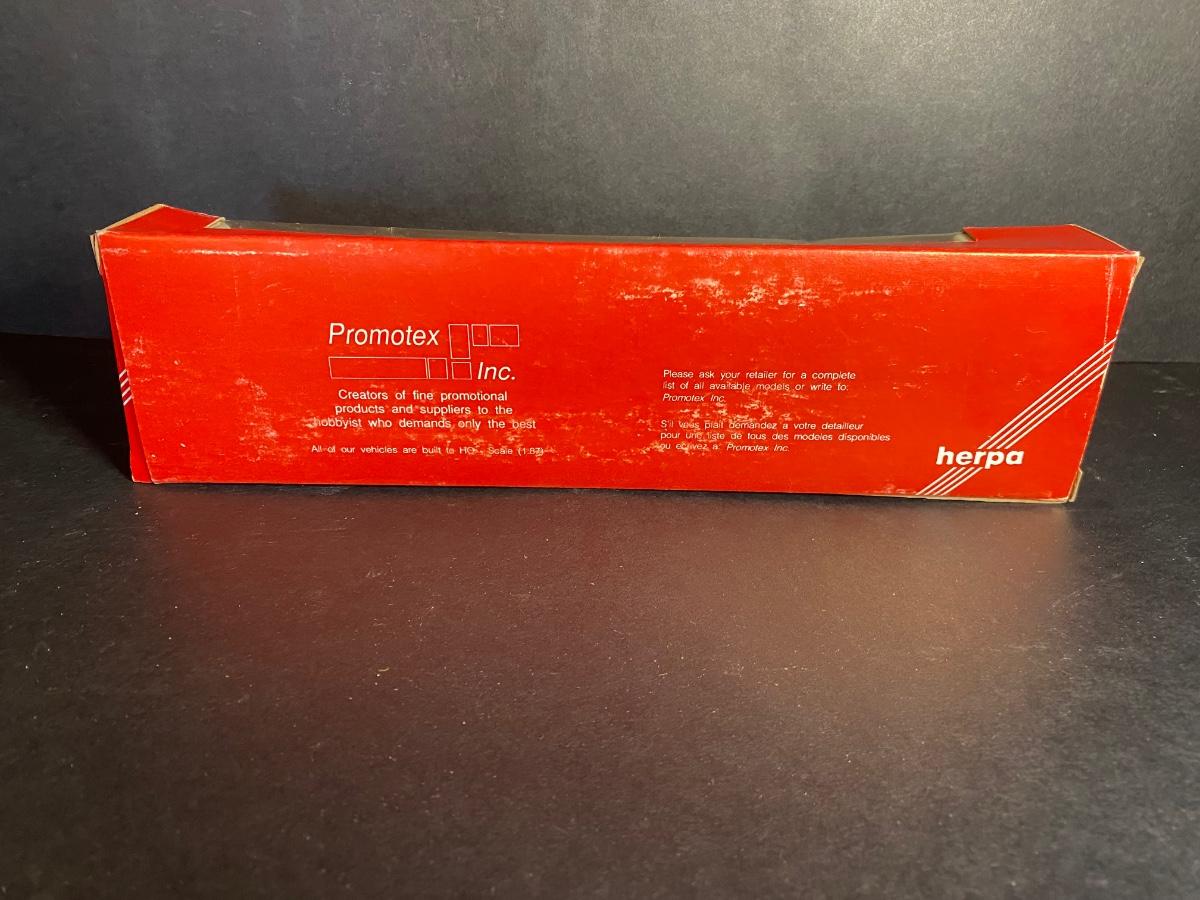 Promotex
Inc.
Creators of fine promotional
products and suppliers to the
hobbyist who demands only the best
All of our vehicles are built to HO Scale (1:87)
Please ask your retailer for a complete
list of all available models or write to:
Promotex Inc.
S'il vous plait demandez a votre detailleur
pour une liste de tous des modeles disponibles
ou ecrivez a: Promotex Inc.
herpa